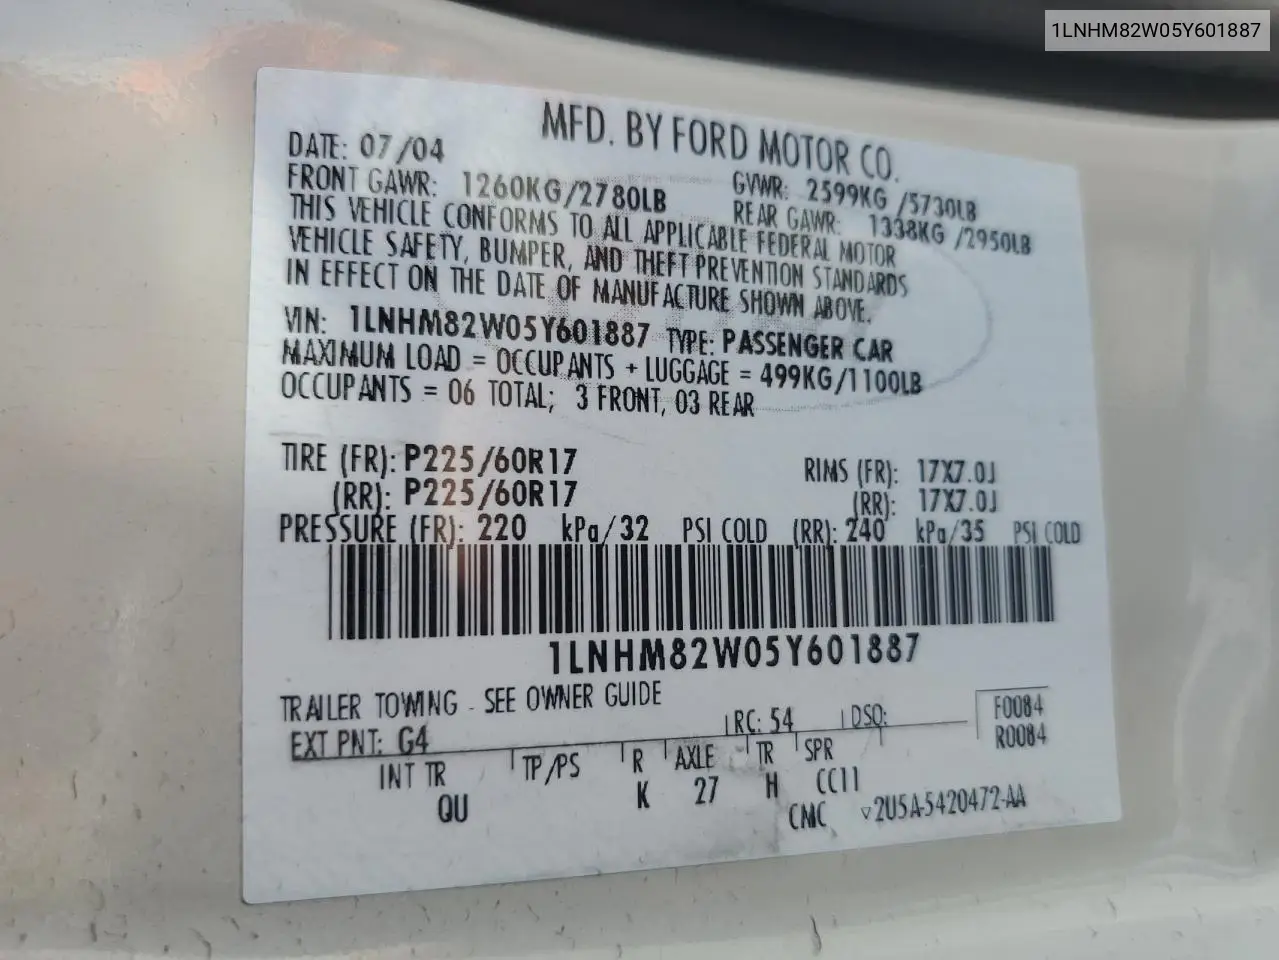 1LNHM82W05Y601887
MFD. BY FORD MOTOR CO.
DATE: 07/04
GVWR: 2599KG /5730LB
FRONT GAWR: 1260KG/2780LB
REAR GAWR: 1338KG /2950LB
THIS VEHICLE CONFORMS TO ALL APPLICABLE FEDERAL MOTOR
VEHICLE SAFETY, BUMPER, AND THEFT PREVENTION STANDARDS
IN EFFECT ON THE DATE OF MANUFACTURE SHOWN ABOVE.
VIN: 1LNHM82W05Y601887 TYPE: PASSENGER CAR
MAXIMUM LOAD = OCCUPANTS + LUGGAGE = 499KG/1100LB
OCCUPANTS = 06 TOTAL; 3 FRONT, 03 REAR
TIRE (FR): P225/60R17 RIMS (FR): 17X7.0J
(RR): P225/60R17 (RR): 17X7.0J
PRESSURE (FR): 220 kPa/32 PSI COLD (RR): 240 kPa/35 PSI COLD
1LNHM82W05Y601887
TRAILER TOWING - SEE OWNER GUIDE
EXT PNT: G4 RC: 54 DSO: F0084
R0084
INT TR TP/PS R AXLE TR SPR
QU K 27 H CC11
CMC ▽2U5A-5420472-AA